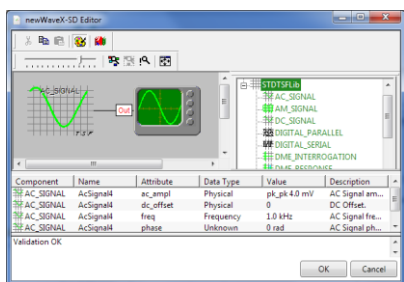 newWaveX-SD Editor
AC_SIGNAL
Out
STDTSFLib
AC_SIGNAL
AM_SIGNAL
DC_SIGNAL
DIGITAL_PARALLEL
DIGITAL_SERIAL
DME_INTERROGATION
DME_RESPONSE
Component Name Attribute Data Type Value Description
AC_SIGNAL AcSignal4 ac_ampl Physical pk_pk 4.0 mV AC Signal am...
AC_SIGNAL AcSignal4 dc_offset Physical 0 DC Offset.
AC_SIGNAL AcSignal4 freq Frequency 1.0 kHz AC Signal fre...
AC_SIGNAL AcSignal4 phase Unknown 0 rad AC Signal ph...
Validation OK
OK Cancel